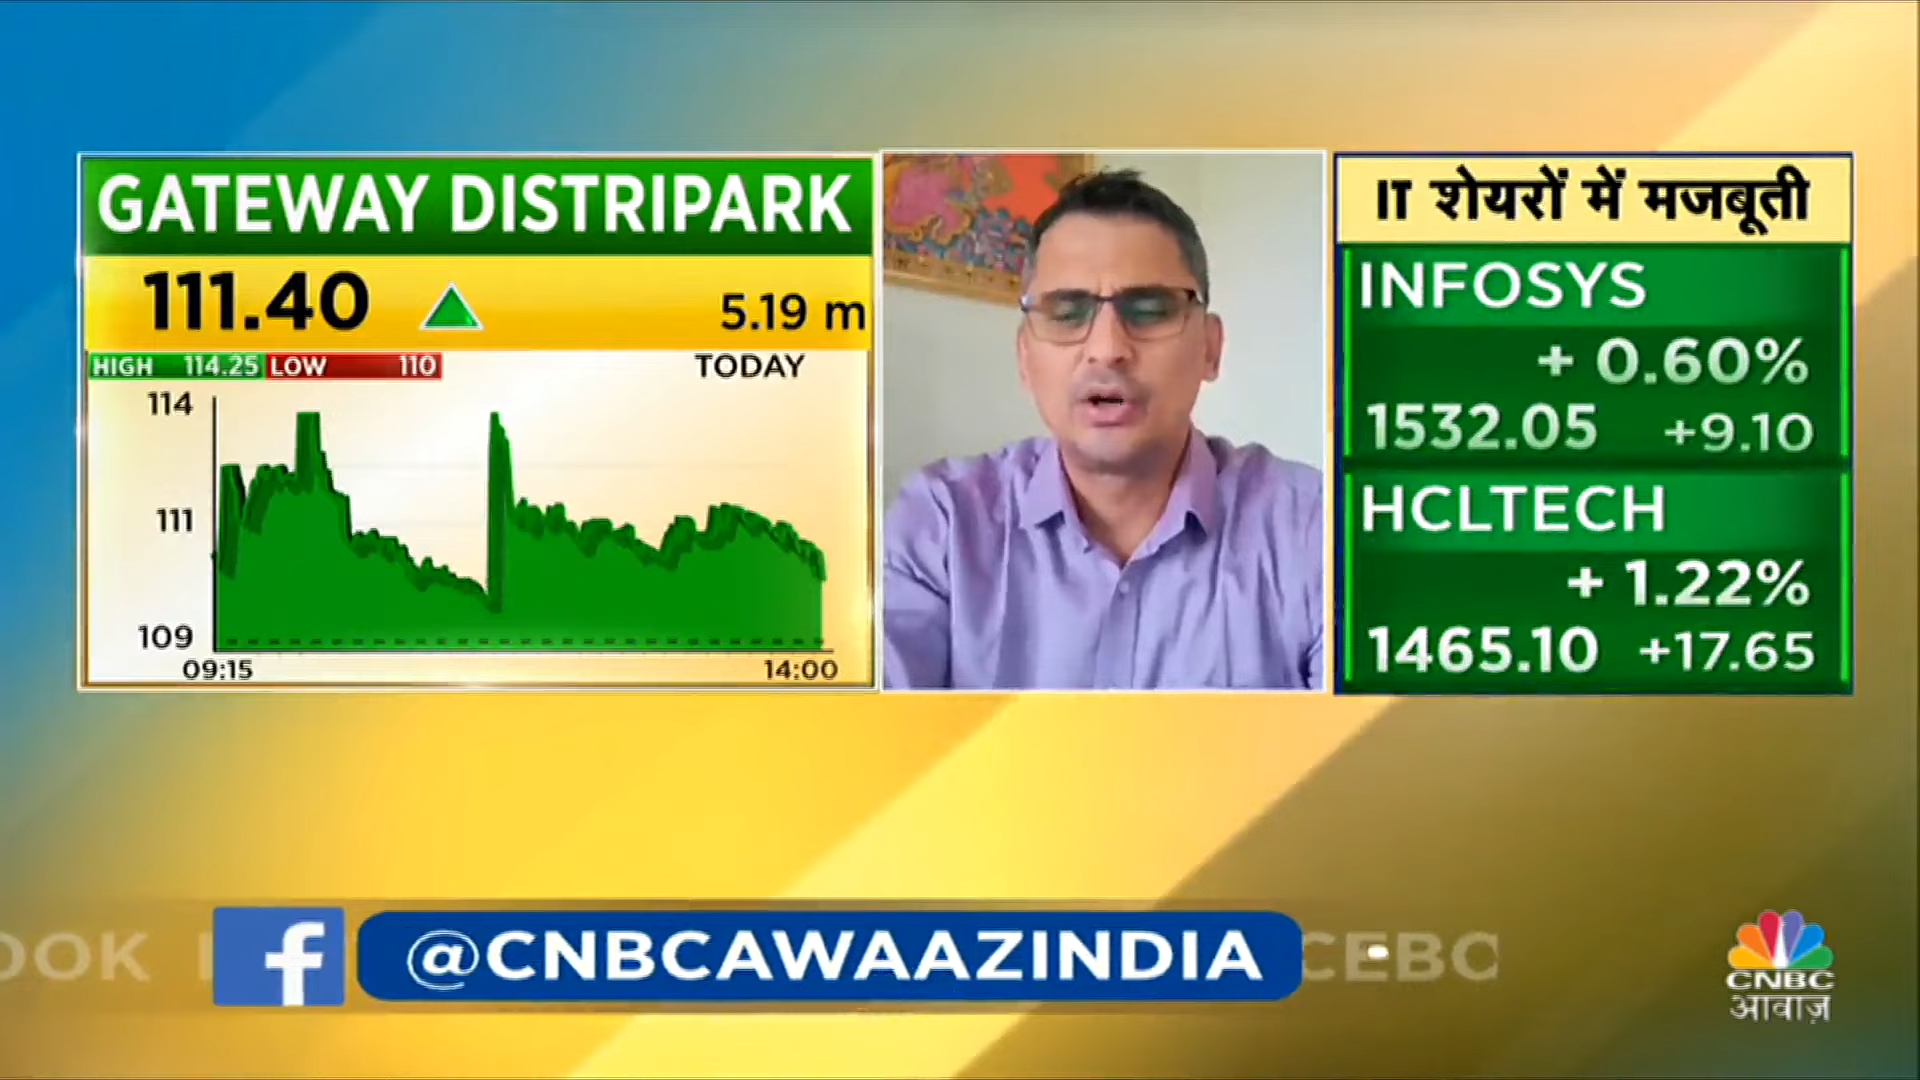 GATEWAY DISTRIPARK
111.40
5.19 m
HIGH 114.25 LOW 110
TODAY
114
111
109
09:15
14:00
IT शेयरों में मजबूती
INFOSYS
+ 0.60%
1532.05 +9.10
HCLTECH
+ 1.22%
1465.10 +17.65
f @CNBCAWAAZINDIA
CNBC
आवाज़